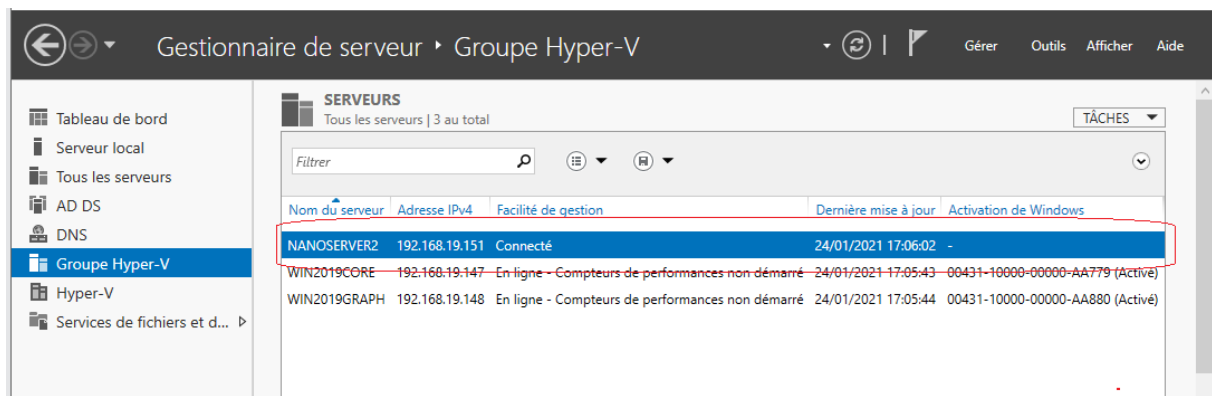 Gestionnaire de serveur ‣ Groupe Hyper-V
Gérer Outils Afficher Aide
Tableau de bord
Serveur local
Tous les serveurs
AD DS
DNS
Groupe Hyper-V
Hyper-V
Services de fichiers et d...
SERVEURS
Tous les serveurs | 3 au total
TÂCHES
Filtrer
Nom du serveur Adresse IPv4 Facilité de gestion Dernière mise à jour Activation de Windows
NANOSERVER2 192.168.19.151 Connecté 24/01/2021 17:06:02 -
WIN2019CORE 192.168.19.147 En ligne - Compteurs de performances non démarré 24/01/2021 17:05:43 00431-10000-00000-AA779 (Activé)
WIN2019GRAPH 192.168.19.148 En ligne - Compteurs de performances non démarré 24/01/2021 17:05:44 00431-10000-00000-AA880 (Activé)